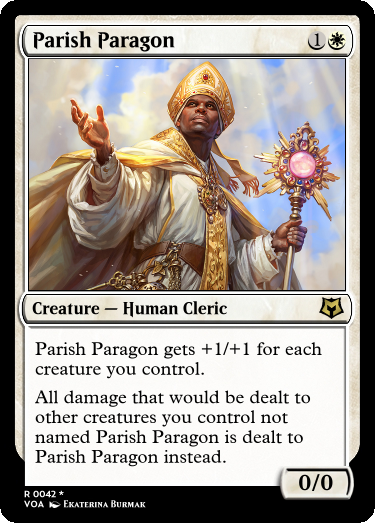 Parish Paragon 1
Creature — Human Cleric
Parish Paragon gets +1/+1 for each
creature you control.
All damage that would be dealt to
other creatures you control not
named Parish Paragon is dealt to
Parish Paragon instead.
0/0
R 0042 *
VOA Ekaterina Burmak